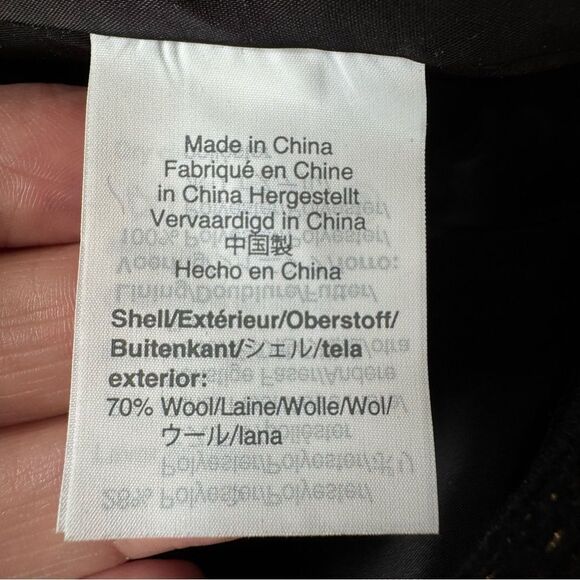 Made in China
Fabriqué en Chine
in China Hergestellt
Vervaardigd in China
中国製
Hecho en China
Shell/Extérieur/Oberstoff/
Buitenkant/シェル/tela
exterior:
70% Wool/Laine/Wolle/Wol/
ウール/lana